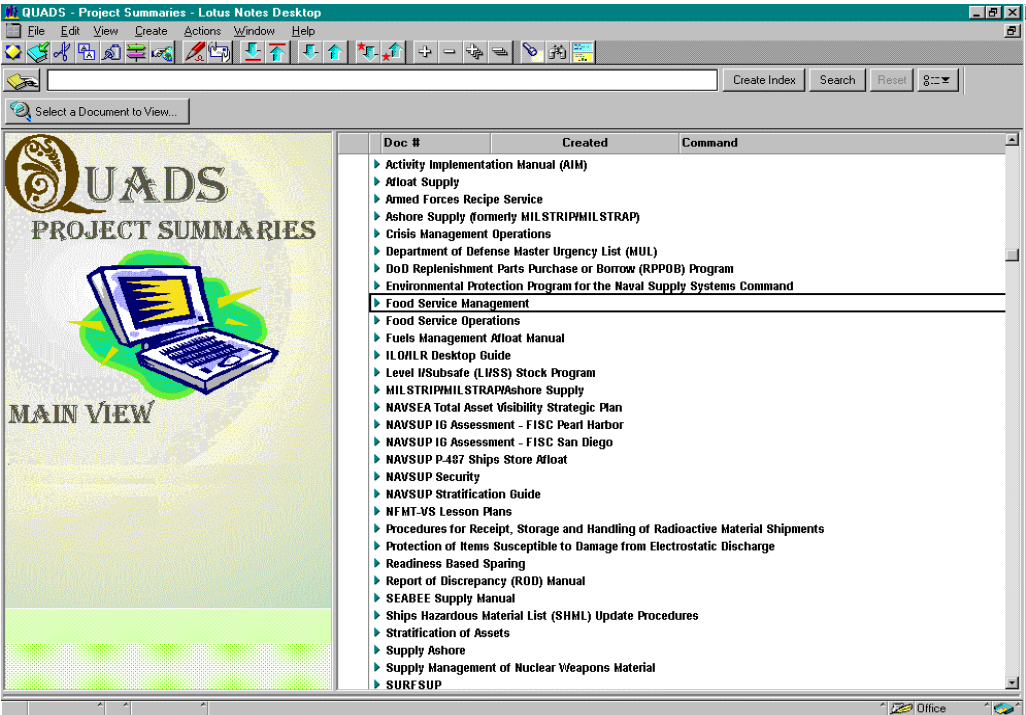 QUADS - Project Summaries - Lotus Notes Desktop
File Edit View Create Actions Window Help
Create Index Search Reset
Select a Document to View...
QUADS
PROJECT SUMMARIES
MAIN VIEW
Doc # Created Command
Activity Implementation Manual (AIM)
Afloat Supply
Armed Forces Recipe Service
Ashore Supply (formerly MILSTRIP/MILSTRAP)
Crisis Management Operations
Department of Defense Master Urgency List (MUL)
DoD Replenishment Parts Purchase or Borrow (RPPOB) Program
Environmental Protection Program for the Naval Supply Systems Command
Food Service Management
Food Service Operations
Fuels Management Afloat Manual
ILO/ILR Desktop Guide
Level I/Subsafe (LI/SS) Stock Program
MILSTRIP/MILSTRAP/Ashore Supply
NAVSEA Total Asset Visibility Strategic Plan
NAVSUP IG Assessment - FISC Pearl Harbor
NAVSUP IG Assessment - FISC San Diego
NAVSUP P-487 Ships Store Afloat
NAVSUP Security
NAVSUP Stratification Guide
NFMT-VS Lesson Plans
Procedures for Receipt, Storage and Handling of Radioactive Material Shipments
Protection of Items Susceptible to Damage from Electrostatic Discharge
Readiness Based Sparing
Report of Discrepancy (ROD) Manual
SEABEE Supply Manual
Ships Hazardous Material List (SHML) Update Procedures
Stratification of Assets
Supply Ashore
Supply Management of Nuclear Weapons Material
SURFSUP
Office